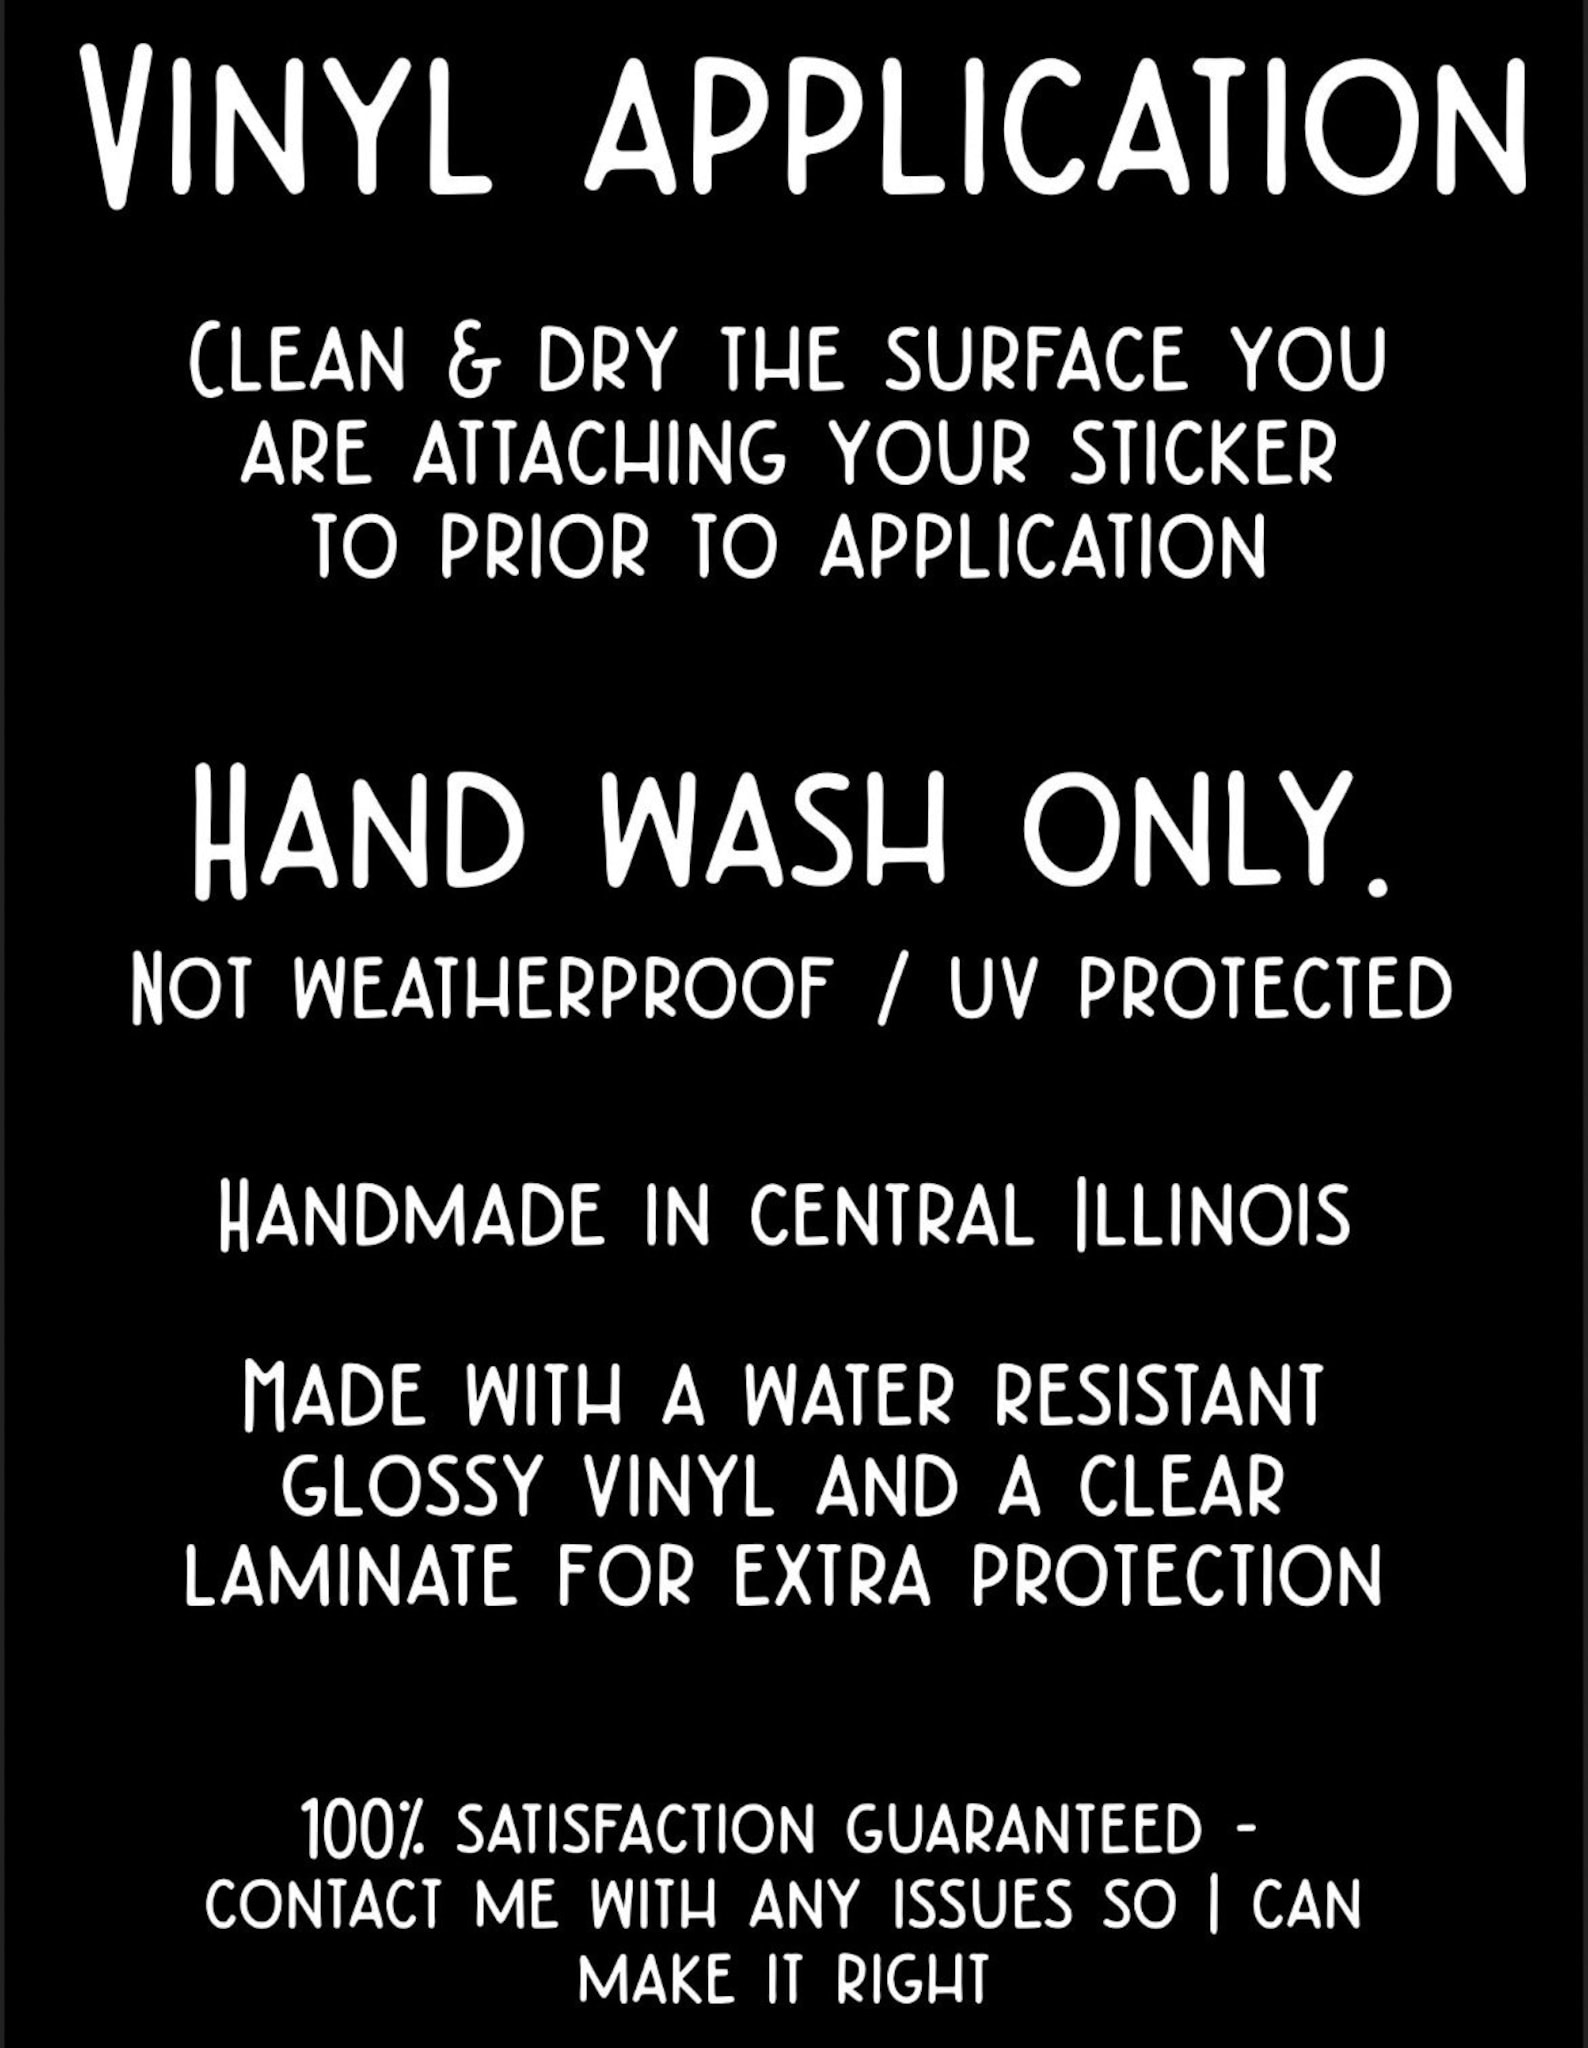 Vinyl application
Clean & dry the surface you
are attaching your sticker
to prior to application
Hand wash only.
Not weatherproof / UV protected
Handmade in central Illinois
Made with a water resistant
glossy vinyl and a clear
laminate for extra protection
100% satisfaction guaranteed -
contact me with any issues so I can
make it right